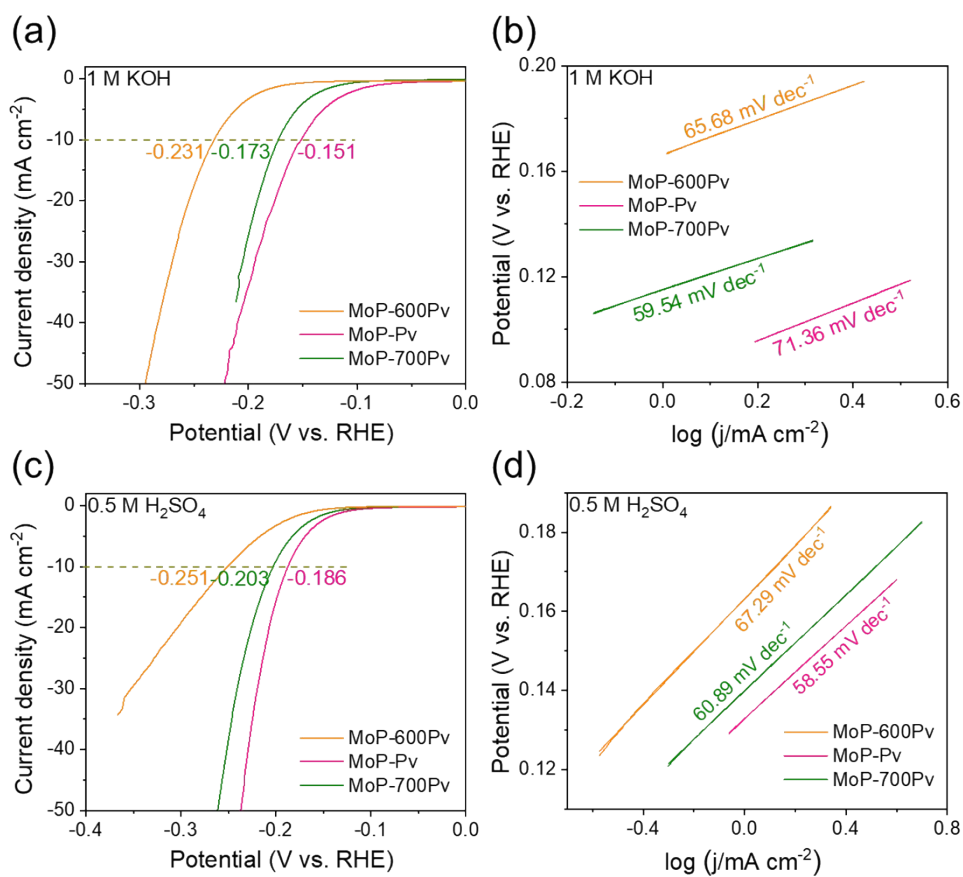 (a)
1 M KOH
0
-10
-20
-30
-40
-50
-0.231 -0.173 -0.151
MoP-600Pv
MoP-Pv
MoP-700Pv
-0.3 -0.2 -0.1 0.0
Potential (V vs. RHE)
Current density (mA cm⁻²)
(b)
1 M KOH
0.20
0.16
0.12
0.08
65.68 mV dec⁻¹
MoP-600Pv
MoP-Pv
MoP-700Pv
59.54 mV dec⁻¹
71.36 mV dec⁻¹
-0.2 0.0 0.2 0.4 0.6
log (j/mA cm⁻²)
Potential (V vs. RHE)
(c)
0.5 M H₂SO₄
0
-10
-20
-30
-40
-50
-0.251 -0.203 -0.186
MoP-600Pv
MoP-Pv
MoP-700Pv
-0.4 -0.3 -0.2 -0.1 0.0
Potential (V vs. RHE)
Current density (mA cm⁻²)
(d)
0.5 M H₂SO₄
0.18
0.16
0.14
0.12
67.29 mV dec⁻¹
60.89 mV dec⁻¹
58.55 mV dec⁻¹
MoP-600Pv
MoP-Pv
MoP-700Pv
-0.4 0.0 0.4 0.8
log (j/mA cm⁻²)
Potential (V vs. RHE)